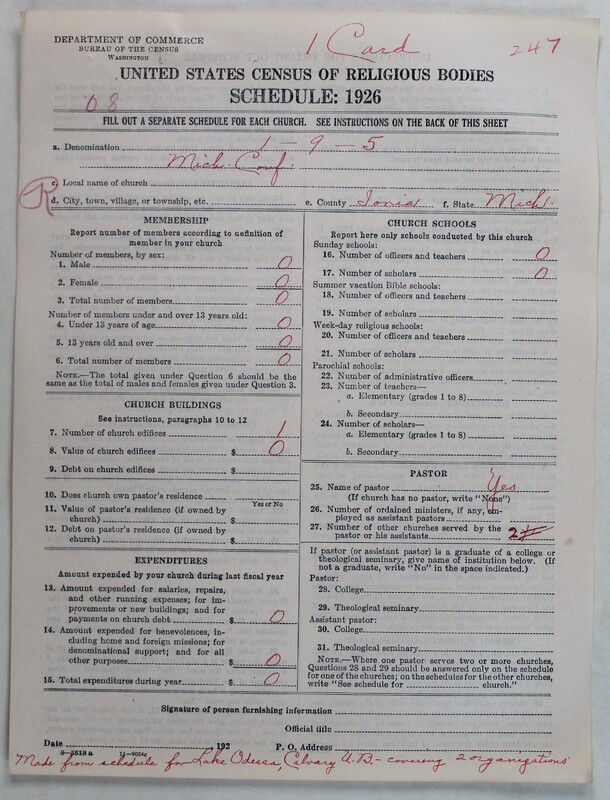 DEPARTMENT OF COMMERCE
BUREAU OF THE CENSUS
WASHINGTON
1 Card
247
UNITED STATES CENSUS OF RELIGIOUS BODIES
SCHEDULE: 1926
08
FILL OUT A SEPARATE SCHEDULE FOR EACH CHURCH. SEE INSTRUCTIONS ON THE BACK OF THIS SHEET
a. Denomination 1 - 9 - 5
Mich. Conf.
c. Local name of church
R
d. City, town, village, or township, etc. e. County Ionia f. State Mich.
MEMBERSHIP
Report number of members according to definition of
member in your church
Number of members, by sex:
1. Male 0
2. Female 0
3. Total number of members 0
Number of members under and over 13 years old:
4. Under 13 years of age 0
5. 13 years old and over 0
6. Total number of members 0
NOTE.—The total given under Question 6 should be the
same as the total of males and females given under Question 3.
CHURCH BUILDINGS
See instructions, paragraphs 10 to 12
7. Number of church edifices 1
8. Value of church edifices $ 0
9. Debt on church edifices $
10. Does church own pastor's residence
Yes or No
11. Value of pastor's residence (if owned by
church) $
12. Debt on pastor's residence (if owned by
church) $
EXPENDITURES
Amount expended by your church during last fiscal year
13. Amount expended for salaries, repairs,
and other running expenses; for im-
provements or new buildings; and for
payments on church debt $ 0
14. Amount expended for benevolences, in-
cluding home and foreign missions; for
denominational support; and for all
other purposes $ 0
15. Total expenditures during year $ 0
CHURCH SCHOOLS
Report here only schools conducted by this church
Sunday schools:
16. Number of officers and teachers 0
17. Number of scholars 0
Summer vacation Bible schools:
18. Number of officers and teachers
19. Number of scholars
Week-day religious schools:
20. Number of officers and teachers
21. Number of scholars
Parochial schools:
22. Number of administrative officers
23. Number of teachers—
a. Elementary (grades 1 to 8)
b. Secondary
24. Number of scholars—
a. Elementary (grades 1 to 8)
b. Secondary
PASTOR
25. Name of pastor Yes
(If church has no pastor, write "None")
26. Number of ordained ministers, if any, em-
ployed as assistant pastors
27. Number of other churches served by the
pastor or his assistants 2
If pastor (or assistant pastor) is a graduate of a college or
theological seminary, give name of institution below. (If
not a graduate, write "No" in the space indicated.)
Pastor:
28. College
29. Theological seminary
Assistant pastor:
30. College
31. Theological seminary
NOTE.—Where one pastor serves two or more churches,
Questions 28 and 29 should be answered only on the schedule
for one of the churches; on the schedules for the other churches,
write "See schedule for church."
Signature of person furnishing information
Official title
Date , 192 P. O. Address
8—5518 a
Made from schedule for Lake Odessa, Calvary U.B. - covering 2 organizations